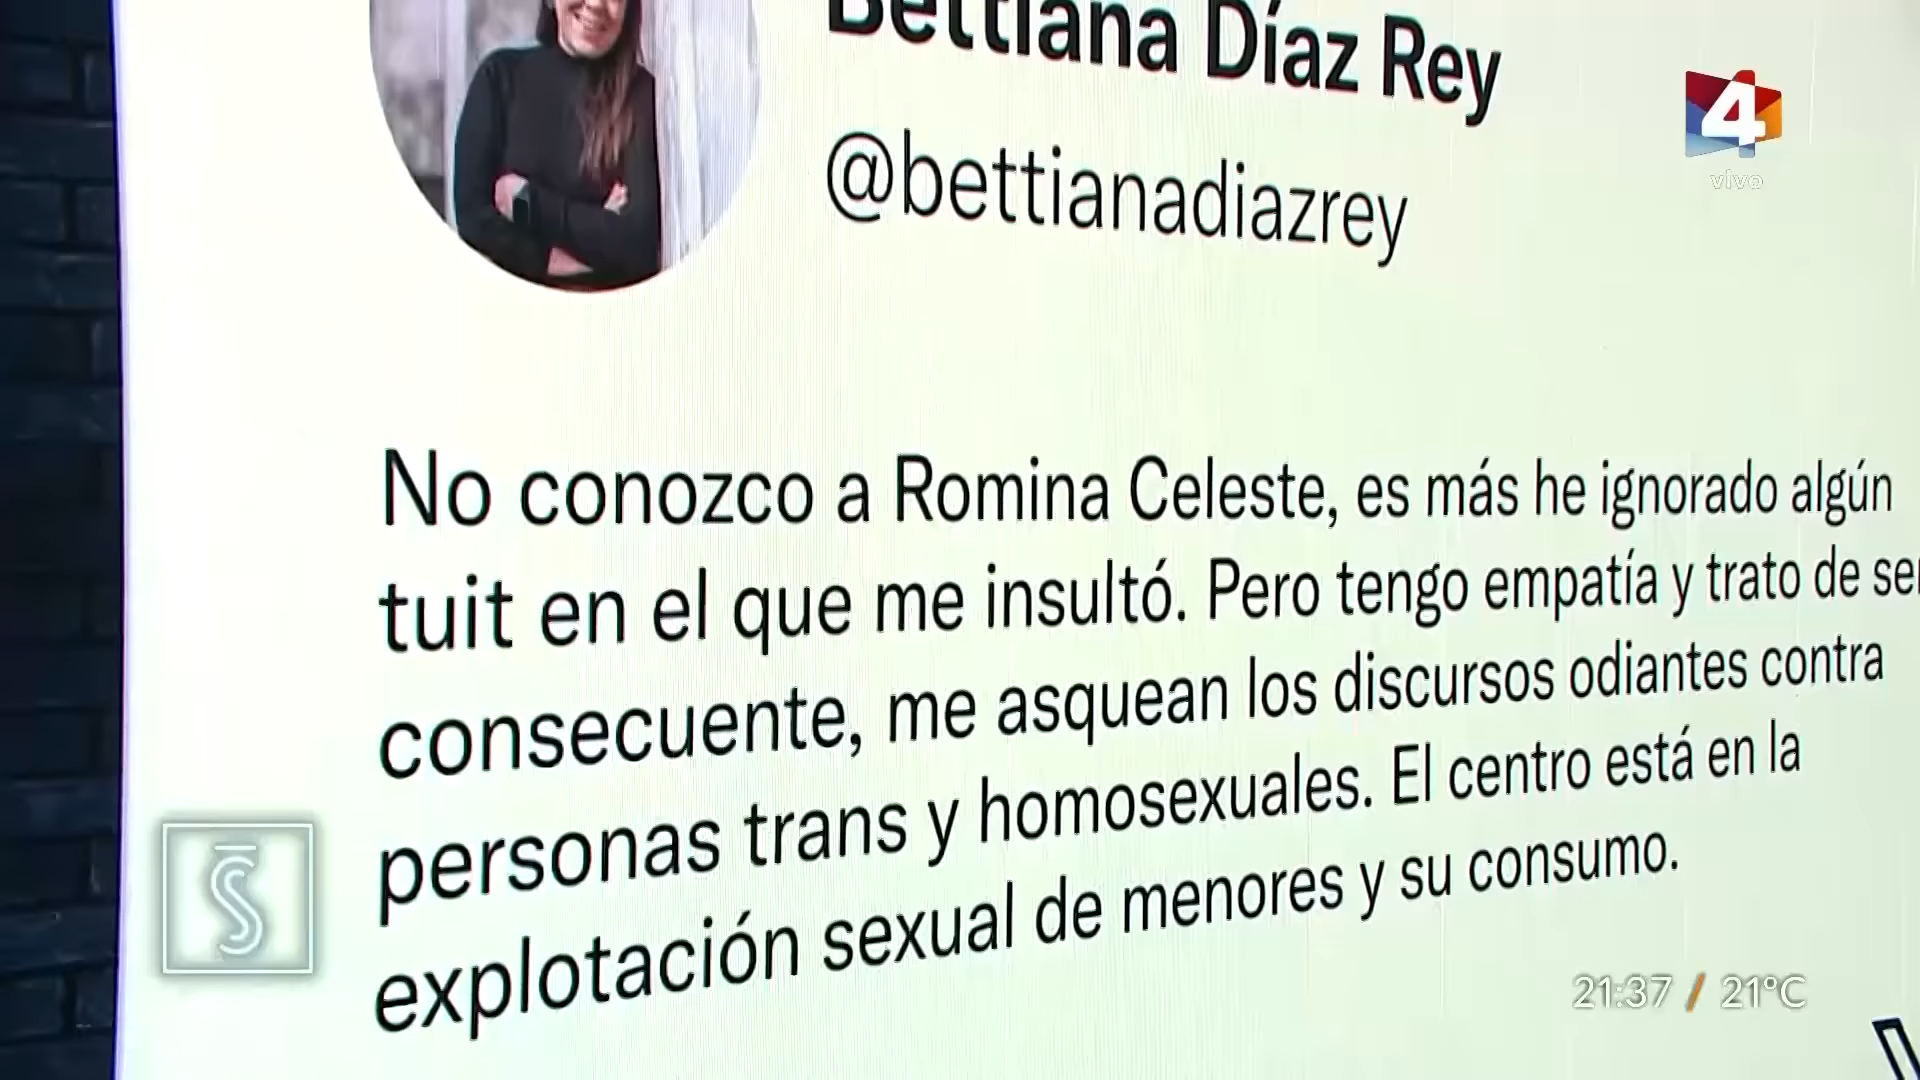 Bettiana Díaz Rey
@bettianadiazrey
4
vivo
No conozco a Romina Celeste, es más he ignorado algún
tuit en el que me insultó. Pero tengo empatía y trato de ser
consecuente, me asquean los discursos odiantes contra
personas trans y homosexuales. El centro está en la
explotación sexual de menores y su consumo.
21:37 / 21°C